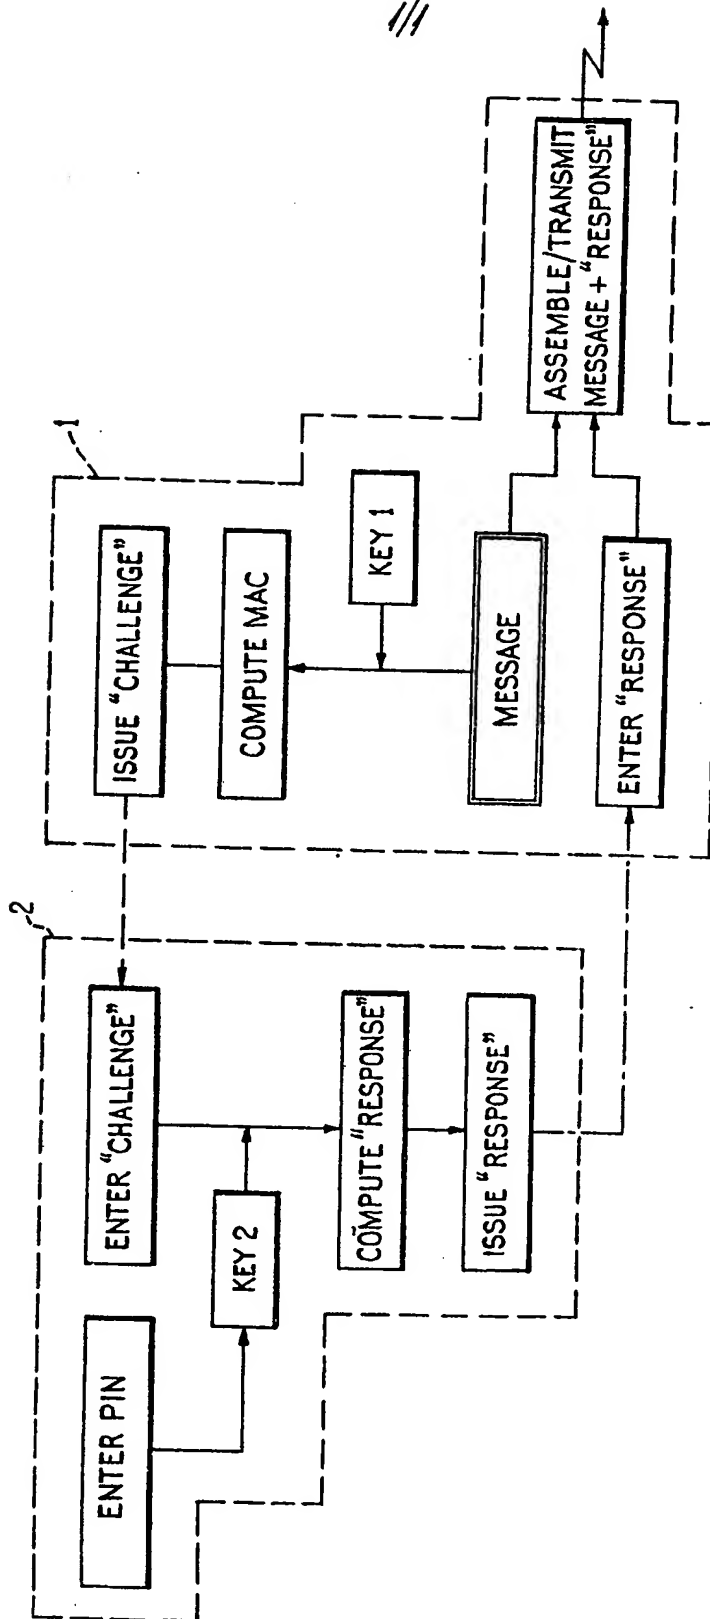 2
1
ENTER PIN
ENTER “CHALLENGE”
KEY 2
COMPUTE “RESPONSE”
ISSUE “RESPONSE”
ISSUE “CHALLENGE”
COMPUTE MAC
KEY 1
MESSAGE
ENTER “RESPONSE”
ASSEMBLE/TRANSMIT
MESSAGE + “RESPONSE”